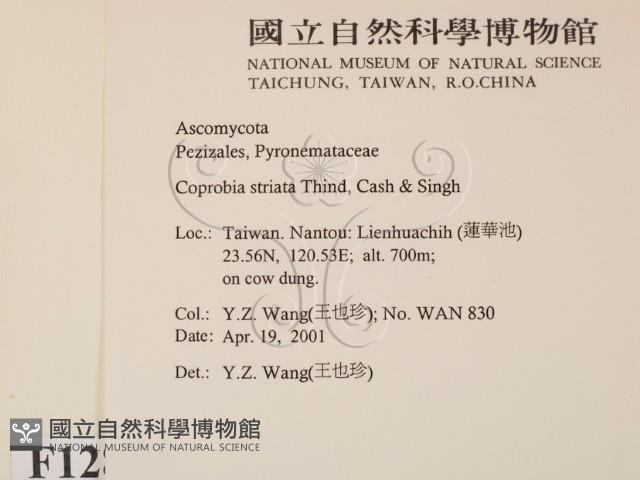 國立自然科學博物館
NATIONAL MUSEUM OF NATURAL SCIENCE
TAICHUNG, TAIWAN, R.O.CHINA
Ascomycota
Pezizales, Pyronemataceae
Coprobia striata Thind, Cash & Singh
Loc.: Taiwan. Nantou: Lienhuachih (蓮華池)
23.56N, 120.53E; alt. 700m;
on cow dung.
Col.: Y.Z. Wang(王也珍); No. WAN 830
Date: Apr. 19, 2001
Det.: Y.Z. Wang(王也珍)
國立自然科學博物館
NATIONAL MUSEUM OF NATURAL SCIENCE